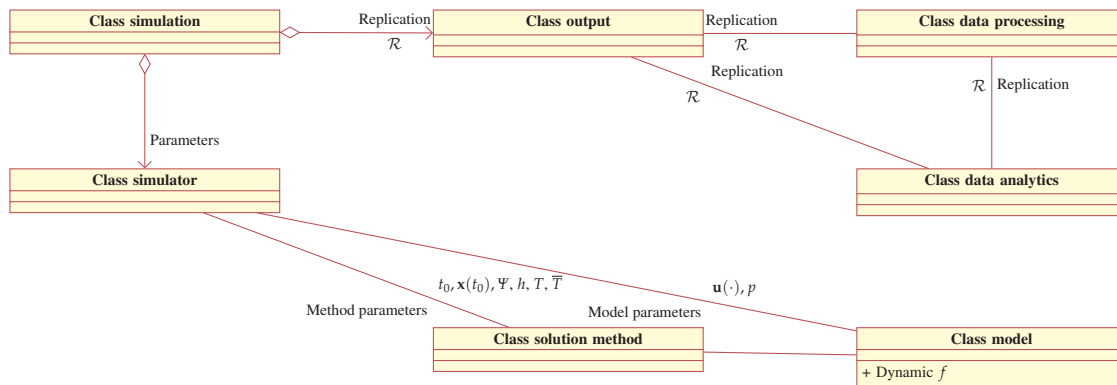 Class simulation
Replication
ℛ
Class output
Replication
ℛ
Class data processing
Replication
ℛ
ℛ Replication
Parameters
Class simulator
Class data analytics
t₀, x(t₀), Ψ, h, T, T̅
u(·), p
Method parameters
Model parameters
Class solution method
Class model
+ Dynamic f